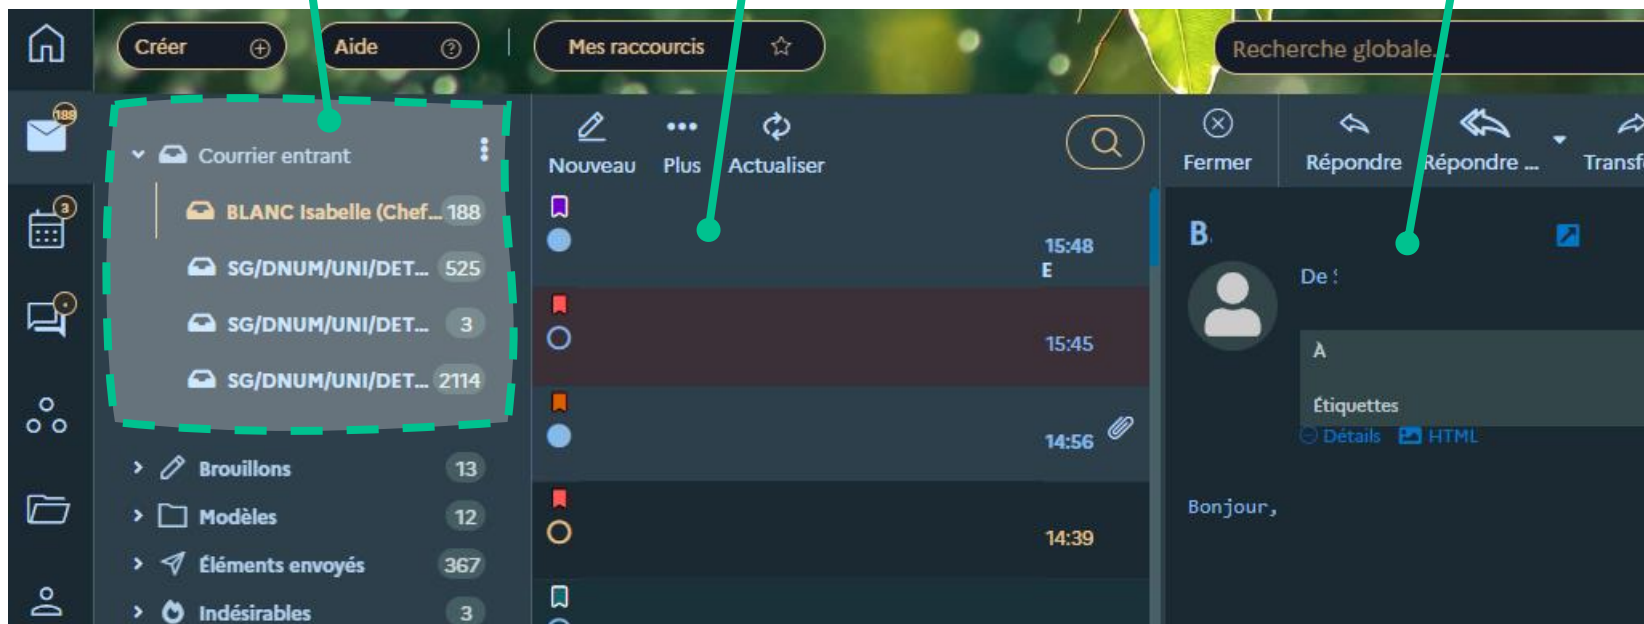 Créer
Aide
Mes raccourcis
Recherche globale...
188
3
Courrier entrant
BLANC Isabelle (Chef... 188
SG/DNUM/UNI/DET... 525
SG/DNUM/UNI/DET... 3
SG/DNUM/UNI/DET... 2114
Brouillons 13
Modèles 12
Éléments envoyés 367
Indésirables 3
Nouveau
Plus
Actualiser
15:48
E
15:45
14:56
14:39
Fermer
Répondre
Répondre ...
Transf
B
De
À
Étiquettes
Détails
HTML
Bonjour,